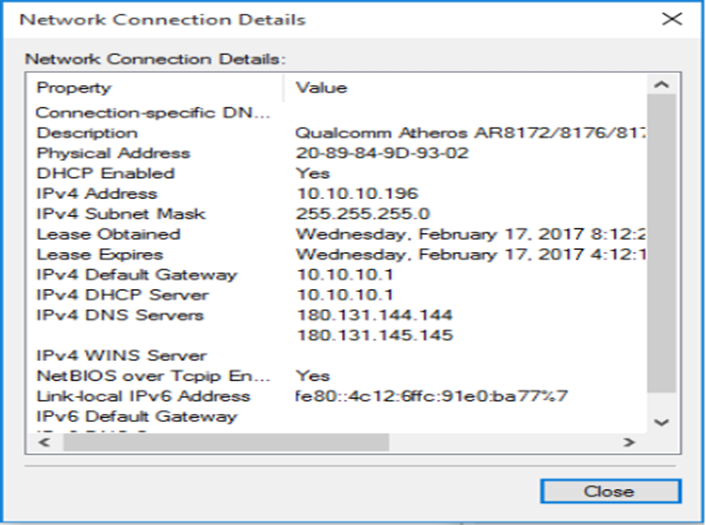 Network Connection Details
Network Connection Details:
Property Value
Connection-specific DN...
Description Qualcomm Atheros AR8172/8176/817
Physical Address 20-89-84-9D-93-02
DHCP Enabled Yes
IPv4 Address 10.10.10.196
IPv4 Subnet Mask 255.255.255.0
Lease Obtained Wednesday, February 17, 2017 8:12:2
Lease Expires Wednesday, February 17, 2017 4:12:1
IPv4 Default Gateway 10.10.10.1
IPv4 DHCP Server 10.10.10.1
IPv4 DNS Servers 180.131.144.144
180.131.145.145
IPv4 WINS Server
NetBIOS over Tcpip En... Yes
Link-local IPv6 Address fe80::4c12:6ffc:91e0:ba77%7
IPv6 Default Gateway
Close